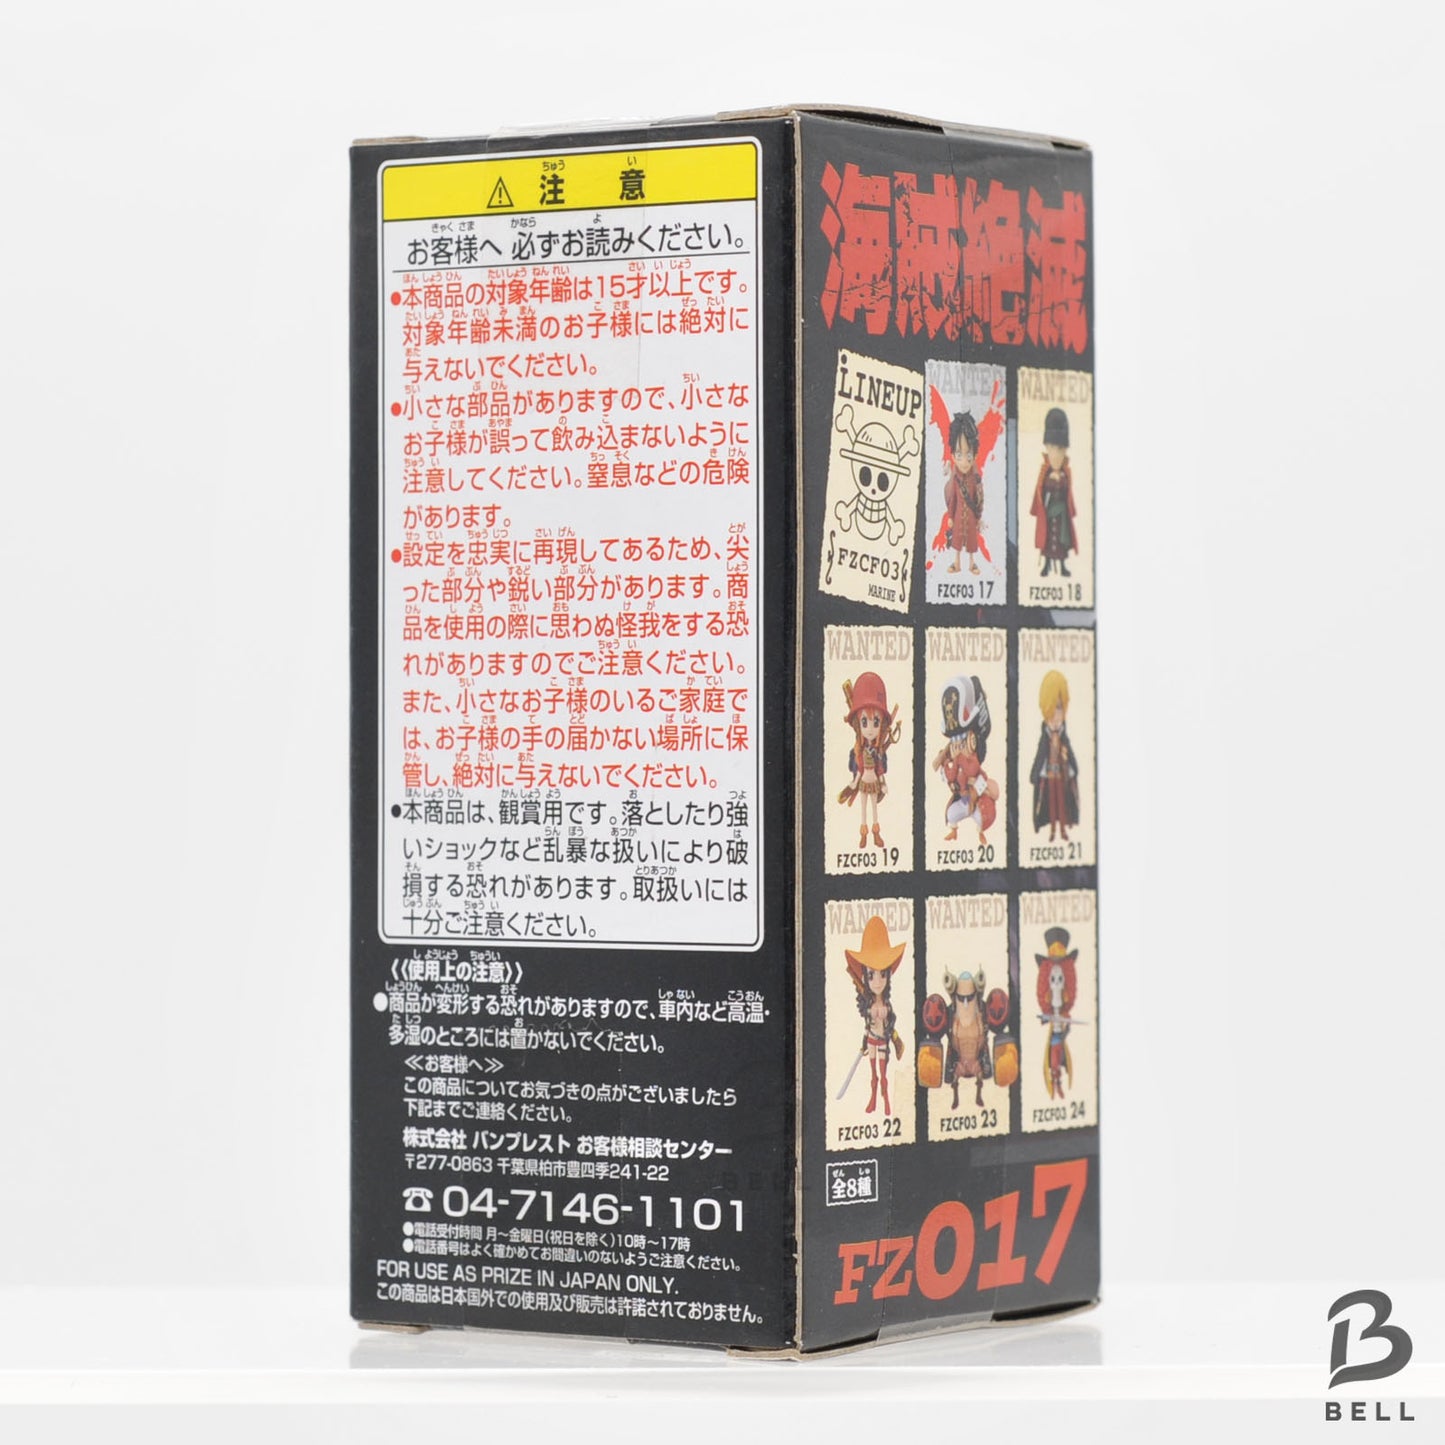 ⚠ 注意
お客様へ 必ずお読みください。
●本商品の対象年齢は15才以上です。
対象年齢未満のお子様には絶対に
与えないでください。
●小さな部品がありますので、小さな
お子様が誤って飲み込まないように
注意してください。窒息などの危険
があります。
●設定を忠実に再現してあるため、尖
った部分や鋭い部分があります。商
品を使用の際に思わぬ怪我をする恐
れがありますのでご注意ください。
また、小さなお子様のいるご家庭で
は、お子様の手の届かない場所に保
管し、絶対に与えないでください。
●本商品は、観賞用です。落としたり強
いショックなど乱暴な扱いにより破
損する恐れがあります。取扱いには
十分ご注意ください。
《使用上の注意》
●商品が変形する恐れがありますので、車内など高温・
多湿のところには置かないでください。
≪お客様へ≫
この商品についてお気づきの点がございましたら
下記までご連絡ください。
株式会社 バンプレスト お客様相談センター
〒277-0863 千葉県柏市豊四季241-22
☎ 04-7146-1101
●電話受付時間 月～金曜日(祝日を除く)10時～17時
●電話番号はよく確かめてお間違いのないようご注意ください。
FOR USE AS PRIZE IN JAPAN ONLY.
この商品は日本国外での使用及び販売は許諾されておりません。
海賊絶滅
LINEUP
FZCF03
MARINE
WANTED
FZCF03 17
WANTED
FZCF03 18
WANTED
FZCF03 19
WANTED
FZCF03 20
WANTED
FZCF03 21
WANTED
FZCF03 22
WANTED
FZCF03 23
WANTED
FZCF03 24
全8種
FZ017
B
BELL
BELL